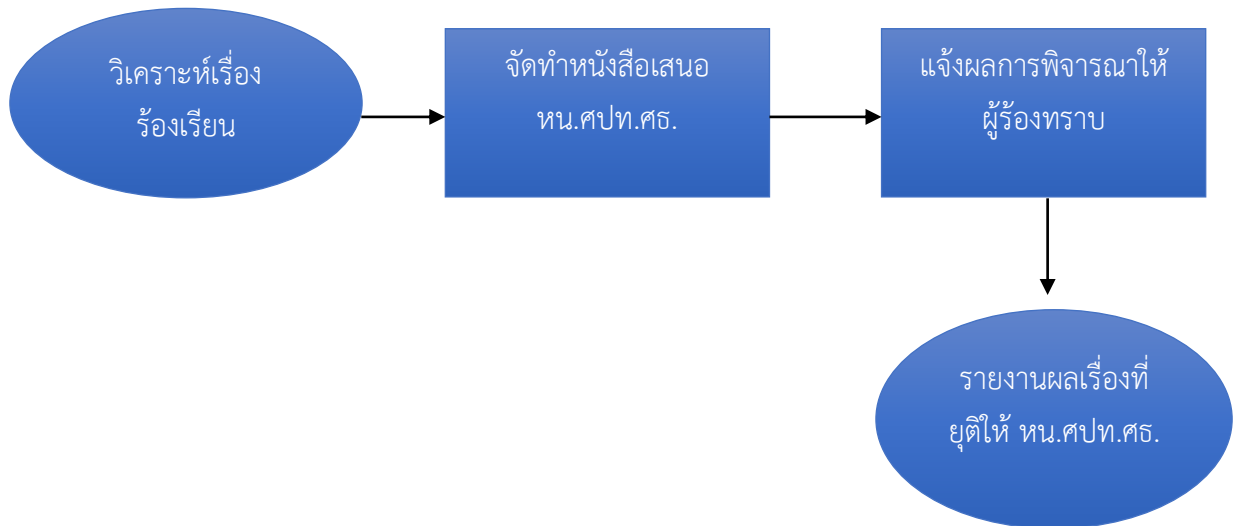 วิเคราะห์เรื่อง
ร้องเรียน
จัดทำหนังสือเสนอ
หน.ศปท.ศธ.
แจ้งผลการพิจารณาให้
ผู้ร้องทราบ
รายงานผลเรื่องที่
ยุติให้ หน.ศปท.ศธ.